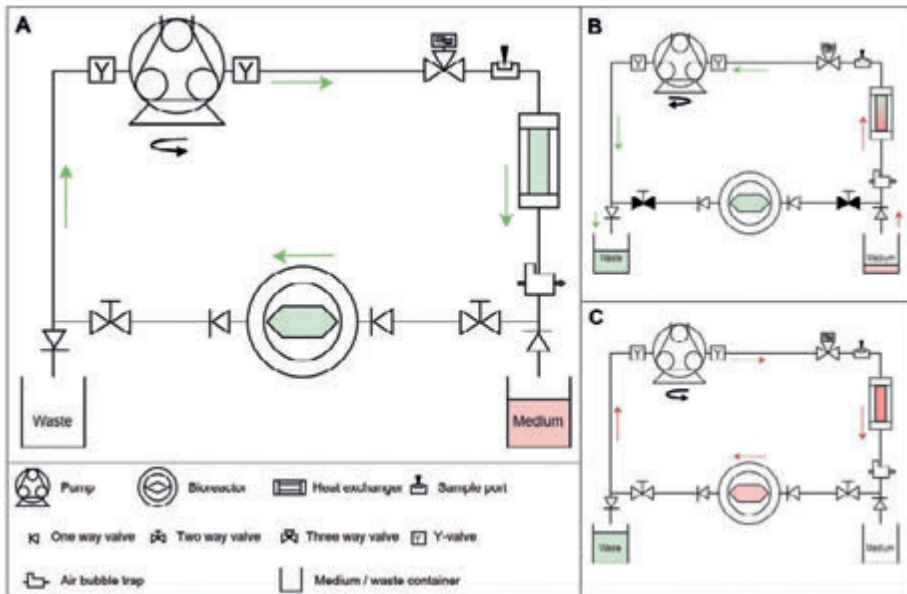 A
Y
Y
Waste
Medium
Pump
Bioreactor
Heat exchanger
Sample port
One way valve
Two way valve
Three way valve
Y
Y-valve
Air bubble trap
Medium / waste container
B
Y
Y
Waste
Medium
C
Y
Y
Waste
Medium